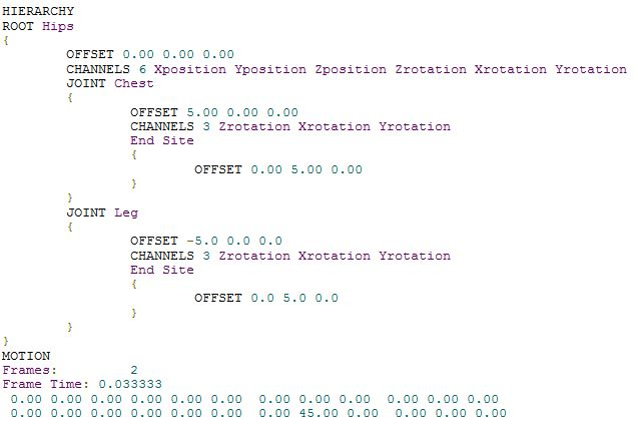 HIERARCHY
ROOT Hips
{
OFFSET 0.00 0.00 0.00
CHANNELS 6 Xposition Yposition Zposition Zrotation Xrotation Yrotation
JOINT Chest
{
OFFSET 5.00 0.00 0.00
CHANNELS 3 Zrotation Xrotation Yrotation
End Site
{
OFFSET 0.00 5.00 0.00
}
}
JOINT Leg
{
OFFSET -5.0 0.0 0.0
CHANNELS 3 Zrotation Xrotation Yrotation
End Site
{
OFFSET 0.0 5.0 0.0
}
}
}
MOTION
Frames: 2
Frame Time: 0.033333
0.00 0.00 0.00 0.00 0.00 0.00 0.00 0.00 0.00 0.00 0.00 0.00
0.00 0.00 0.00 0.00 0.00 0.00 0.00 45.00 0.00 0.00 0.00 0.00